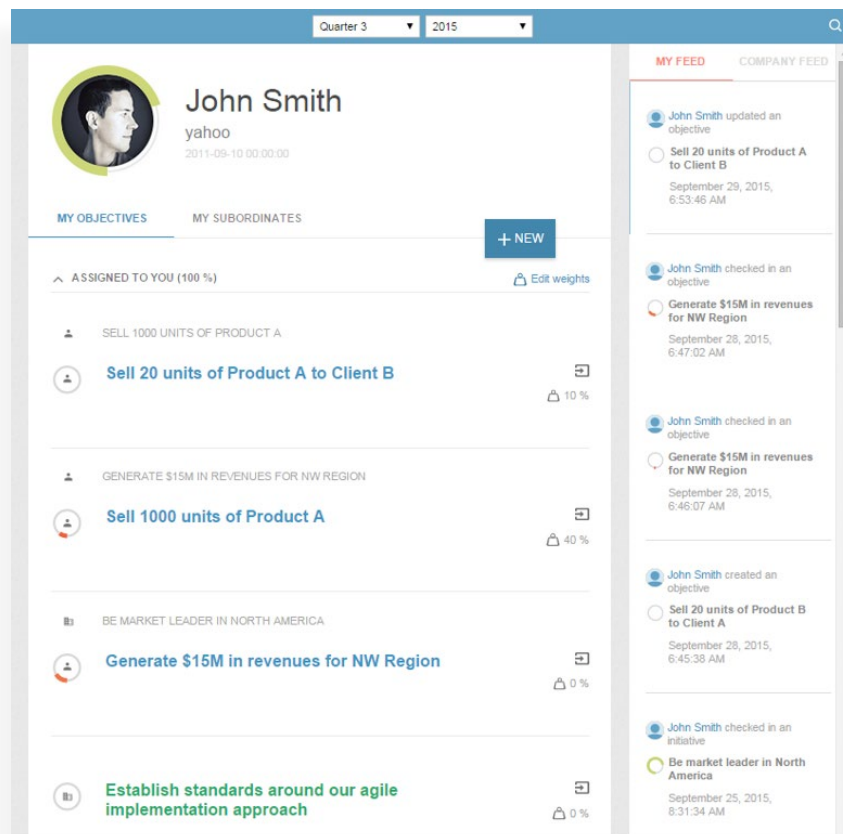 Quarter 3
2015
John Smith
yahoo
2011-09-10 00:00:00
MY OBJECTIVES
MY SUBORDINATES
+ NEW
ASSIGNED TO YOU (100 %)
Edit weights
SELL 1000 UNITS OF PRODUCT A
Sell 20 units of Product A to Client B
10 %
GENERATE $15M IN REVENUES FOR NW REGION
Sell 1000 units of Product A
40 %
BE MARKET LEADER IN NORTH AMERICA
Generate $15M in revenues for NW Region
0 %
Establish standards around our agile
implementation approach
0 %
MY FEED
COMPANY FEED
John Smith updated an
objective
Sell 20 units of Product A
to Client B
September 29, 2015,
6:53:46 AM
John Smith checked in an
objective
Generate $15M in revenues
for NW Region
September 28, 2015,
6:47:02 AM
John Smith checked in an
objective
Generate $15M in revenues
for NW Region
September 28, 2015,
6:46:07 AM
John Smith created an
objective
Sell 20 units of Product B
to Client A
September 28, 2015,
6:45:38 AM
John Smith checked in an
initiative
Be market leader in North
America
September 25, 2015,
8:31:34 AM